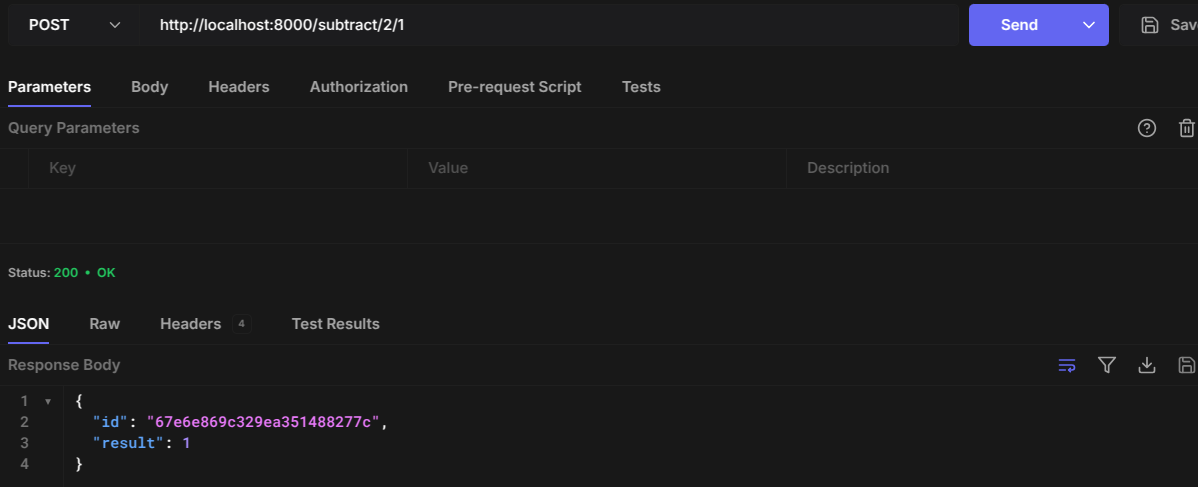 POST http://localhost:8000/subtract/2/1 Send Sav
Parameters Body Headers Authorization Pre-request Script Tests
Query Parameters
Key Value Description
Status: 200 • OK
JSON Raw Headers 4 Test Results
Response Body
1 {
2 "id": "67e6e869c329ea351488277c",
3 "result": 1
4 }